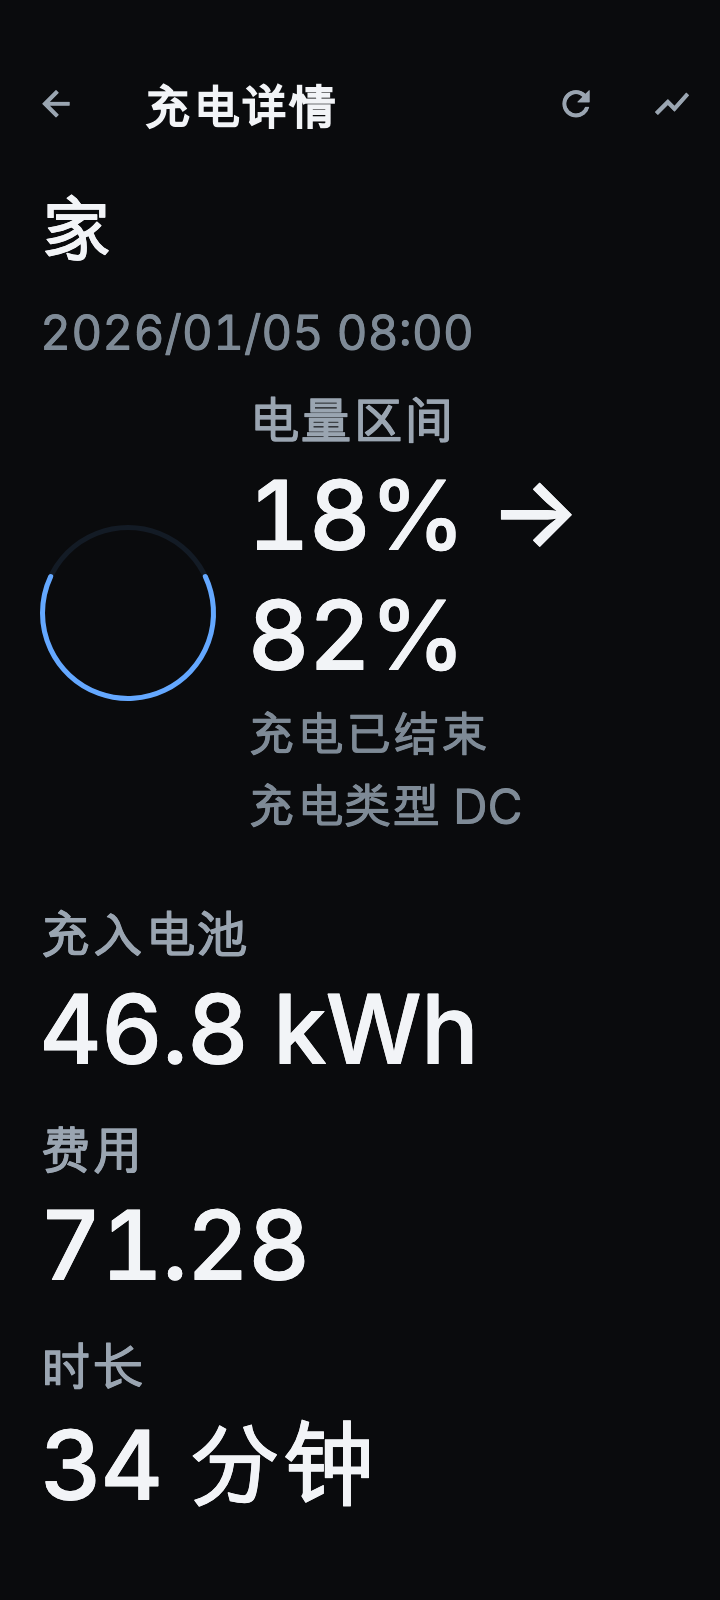 充电详情
家
2026/01/05 08:00
电量区间
18% →
82%
充电已结束
充电类型 DC
充入电池
46.8 kWh
费用
71.28
时长
34 分钟